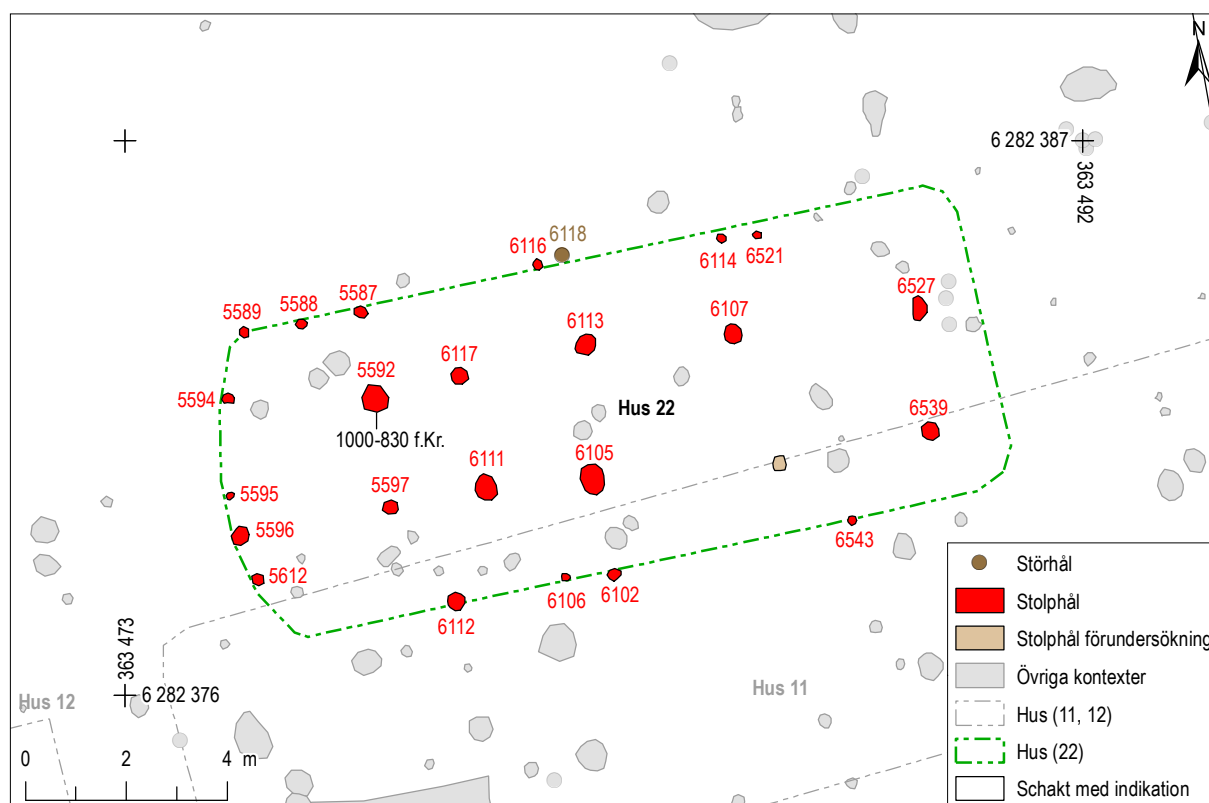 N
6 282 387
363 492
6118
6116
6114
6521
6527
5589
5588
5587
6113
6107
6117
5592
5594
Hus 22
6539
1000-830 f.Kr.
6111
6105
5595
5597
5596
6543
5612
6106
6102
6112
363 473
6 282 376
Hus 12
Hus 11
0 2 4 m
Störhål
Stolphål
Stolphål förundersökning
Övriga kontexter
Hus (11, 12)
Hus (22)
Schakt med indikation